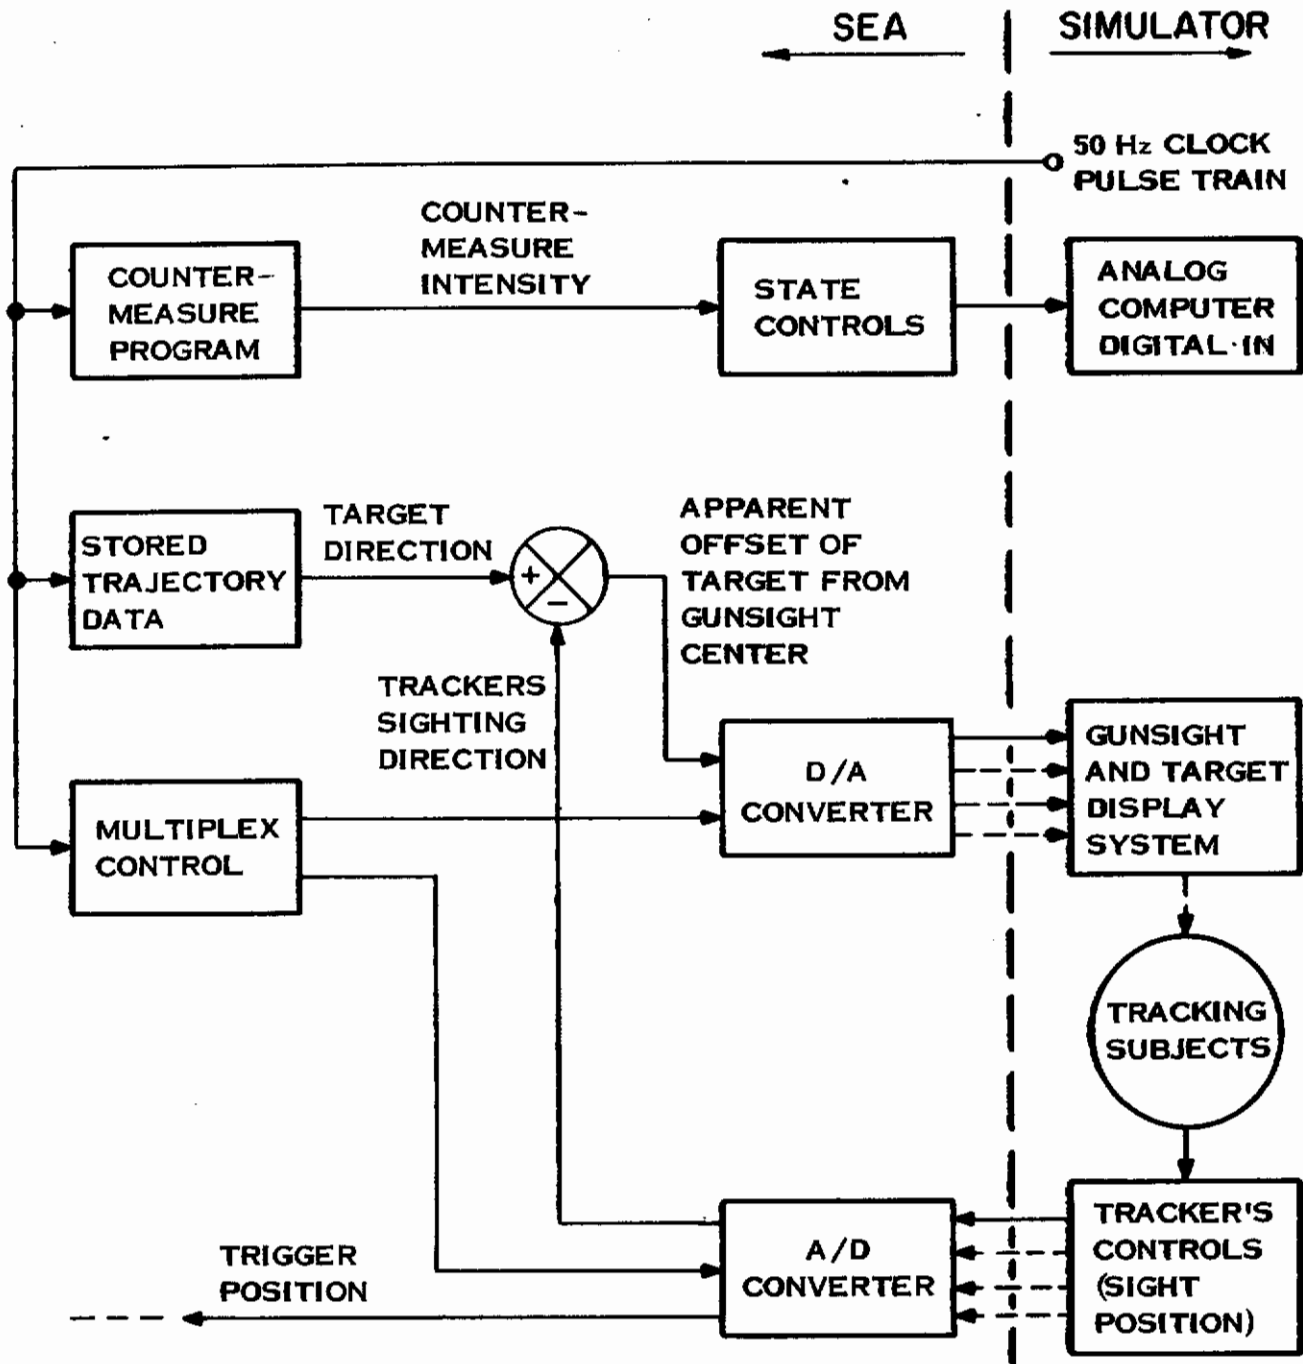 SEA
SIMULATOR
50 Hz CLOCK
PULSE TRAIN
COUNTER-
MEASURE
PROGRAM
COUNTER-
MEASURE
INTENSITY
STATE
CONTROLS
ANALOG
COMPUTER
DIGITAL·IN
STORED
TRAJECTORY
DATA
TARGET
DIRECTION
+
−
APPARENT
OFFSET OF
TARGET FROM
GUNSIGHT
CENTER
TRACKERS
SIGHTING
DIRECTION
MULTIPLEX
CONTROL
D/A
CONVERTER
GUNSIGHT
AND TARGET
DISPLAY
SYSTEM
TRACKING
SUBJECTS
TRIGGER
POSITION
A/D
CONVERTER
TRACKER'S
CONTROLS
(SIGHT
POSITION)